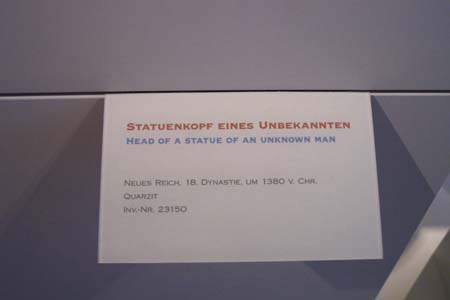 Statuenkopf eines Unbekannten
Head of a statue of an unknown man
Neues Reich, 18. Dynastie, um 1380 v. Chr.
Quarzit
Inv.-Nr. 23150